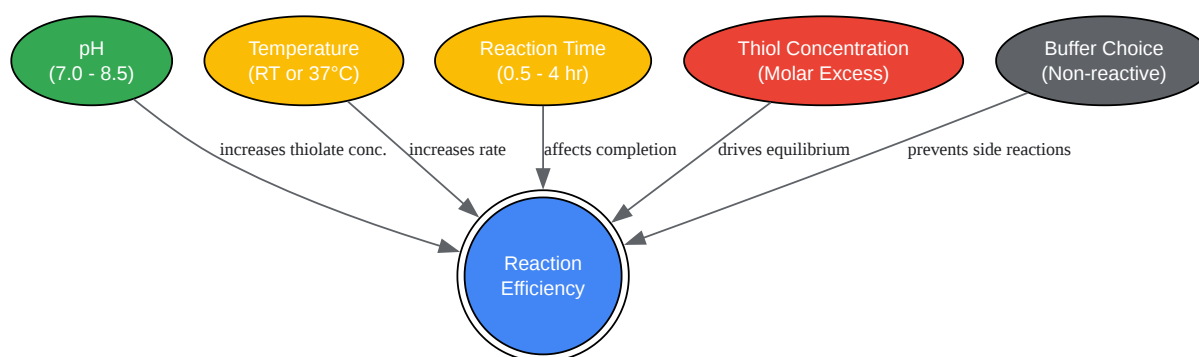 pH
(7.0 - 8.5)
Temperature
(RT or 37°C)
Reaction Time
(0.5 - 4 hr)
Thiol Concentration
(Molar Excess)
Buffer Choice
(Non-reactive)
increases thiolate conc.
increases rate
affects completion
drives equilibrium
prevents side reactions
Reaction
Efficiency